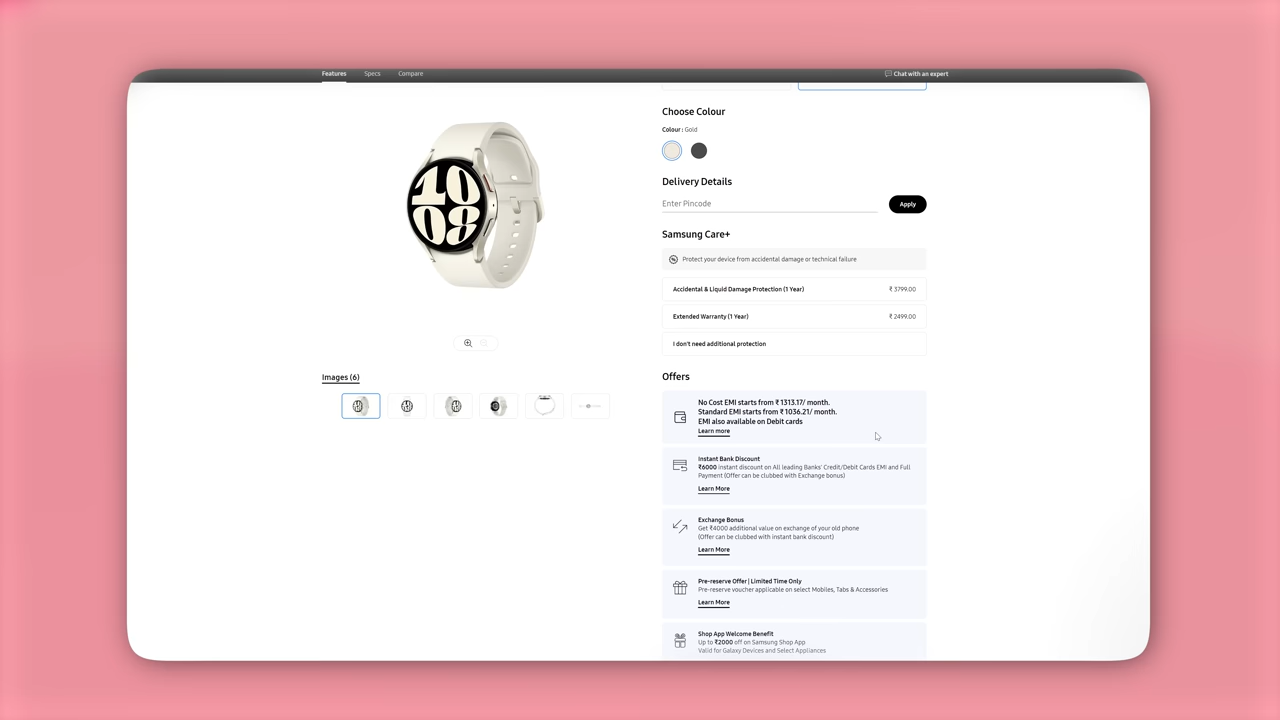 Features Specs Compare Chat with an expert
Choose Colour
Colour : Gold
Delivery Details
Enter Pincode Apply
Samsung Care+
Protect your device from accidental damage or technical failure
Accidental & Liquid Damage Protection (1 Year) ₹ 3799.00
Extended Warranty (1 Year) ₹ 2499.00
I don't need additional protection
10
08
Images (6)
Offers
No Cost EMI starts from ₹ 1313.17/ month.
Standard EMI starts from ₹ 1036.21/ month.
EMI also available on Debit cards
Learn more
Instant Bank Discount
₹6000 instant discount on All leading Banks' Credit/Debit Cards EMI and Full
Payment (Offer can be clubbed with Exchange bonus)
Learn More
Exchange Bonus
Get ₹4000 additional value on exchange of your old phone
(Offer can be clubbed with instant bank discount)
Learn More
Pre-reserve Offer | Limited Time Only
Pre-reserve voucher applicable on select Mobiles, Tabs & Accessories
Learn More
Shop App Welcome Benefit
Up to ₹2000 off on Samsung Shop App
Valid for Galaxy Devices and Select Appliances